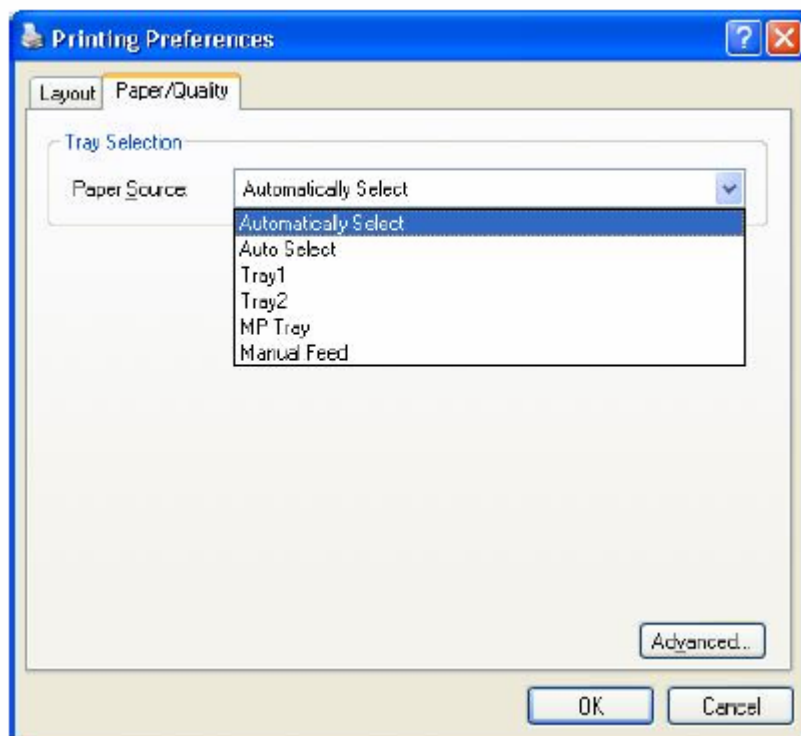 Printing Preferences
Layout Paper/Quality
Tray Selection
Paper Source: Automatically Select
Automatically Select
Auto Select
Tray1
Tray2
MP Tray
Manual Feed
Advanced...
OK Cancel